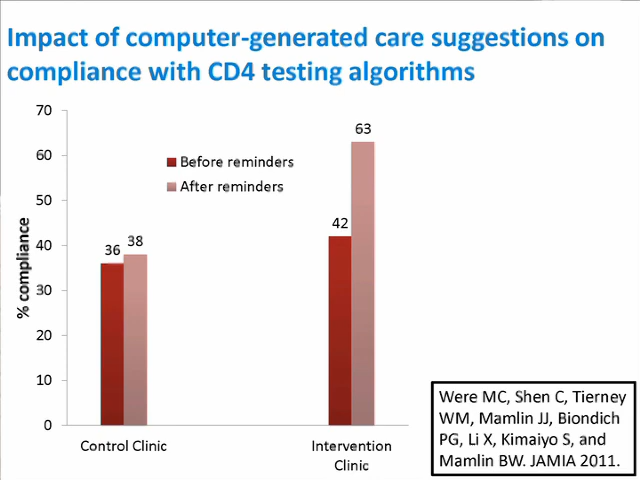 Impact of computer-generated care suggestions on
compliance with CD4 testing algorithms
70
60
50
40
30
20
10
0
% compliance
Before reminders
After reminders
36
38
42
63
Control Clinic
Intervention
Clinic
Were MC, Shen C, Tierney
WM, Mamlin JJ, Biondich
PG, Li X, Kimaiyo S, and
Mamlin BW. JAMIA 2011.